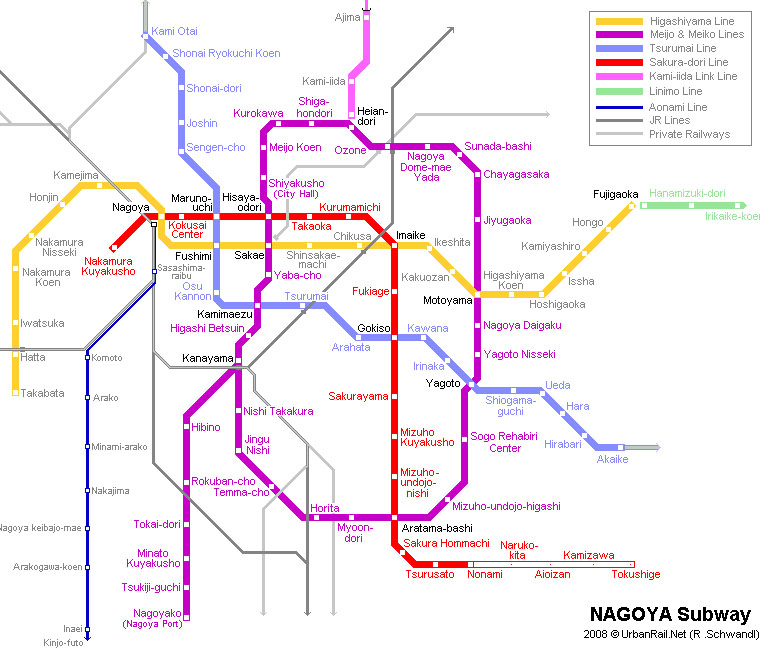 Higashiyama Line
Meijo & Meiko Lines
Tsurumai Line
Sakura-dori Line
Kami-iida Link Line
Linimo Line
Aonami Line
JR Lines
Private Railways
Ajima
Kami Otai
Shonai Ryokuchi Koen
Kami-iida
Shonai-dori
Shiga-
hondori
Heian-
dori
Kurokawa
Joshin
Sengen-cho
Meijo Koen
Ozone
Nagoya
Dome-mae
Yada
Sunada-bashi
Chayagasaka
Kamejima
Honjin
Shiyakusho
(City Hall)
Nagoya
Maruno-
uchi
Hisaya-
odori
Kurumamichi
Fujigaoka
Hanamizuki-dori
Irikaike-koe
Kokusai
Center
Takaoka
Jiyugaoka
Hongo
Nakamura
Nisseki
Nakamura
Kuyakusho
Fushimi
Sakae
Shinsakae-
machi
Chikusa
Imaike
Ikeshita
Kamiyashiro
Nakamura
Koen
Sasashima-
raibu
Osu
Kannon
Yaba-cho
Kakuozan
Higashiyama
Koen
Issha
Hoshigaoka
Motoyama
Fukiage
Tsurumai
Kamimaezu
Iwatsuka
Higashi Betsuin
Arahata
Gokiso
Kawana
Nagoya Daigaku
Hatta
Komoto
Kanayama
Irinaka
Yagoto Nisseki
Takabata
Arako
Yagoto
Shiogama-
guchi
Ueda
Hara
Hirabari
Akaike
Nishi Takakura
Sakurayama
Hibino
Jingu
Nishi
Mizuho
Kuyakusho
Sogo Rehabiri
Center
Minami-arako
Rokuban-cho
Temma-cho
Mizuho-
undojo-
nishi
Nakajima
Horita
Myoon-
dori
Mizuho-undojo-higashi
Aratama-bashi
Nagoya keibajo-mae
Tokai-dori
Sakura Hommachi
Naruko-
kita
Kamizawa
Minato
Kuyakusho
Arakogawa-koen
Tsurusato
Nonami
Aioizan
Tokushige
Tsukiji-guchi
Nagoyako
(Nagoya Port)
Inaei
Kinjo-futo
NAGOYA Subway
2008 © UrbanRail.Net (R .Schwandl)